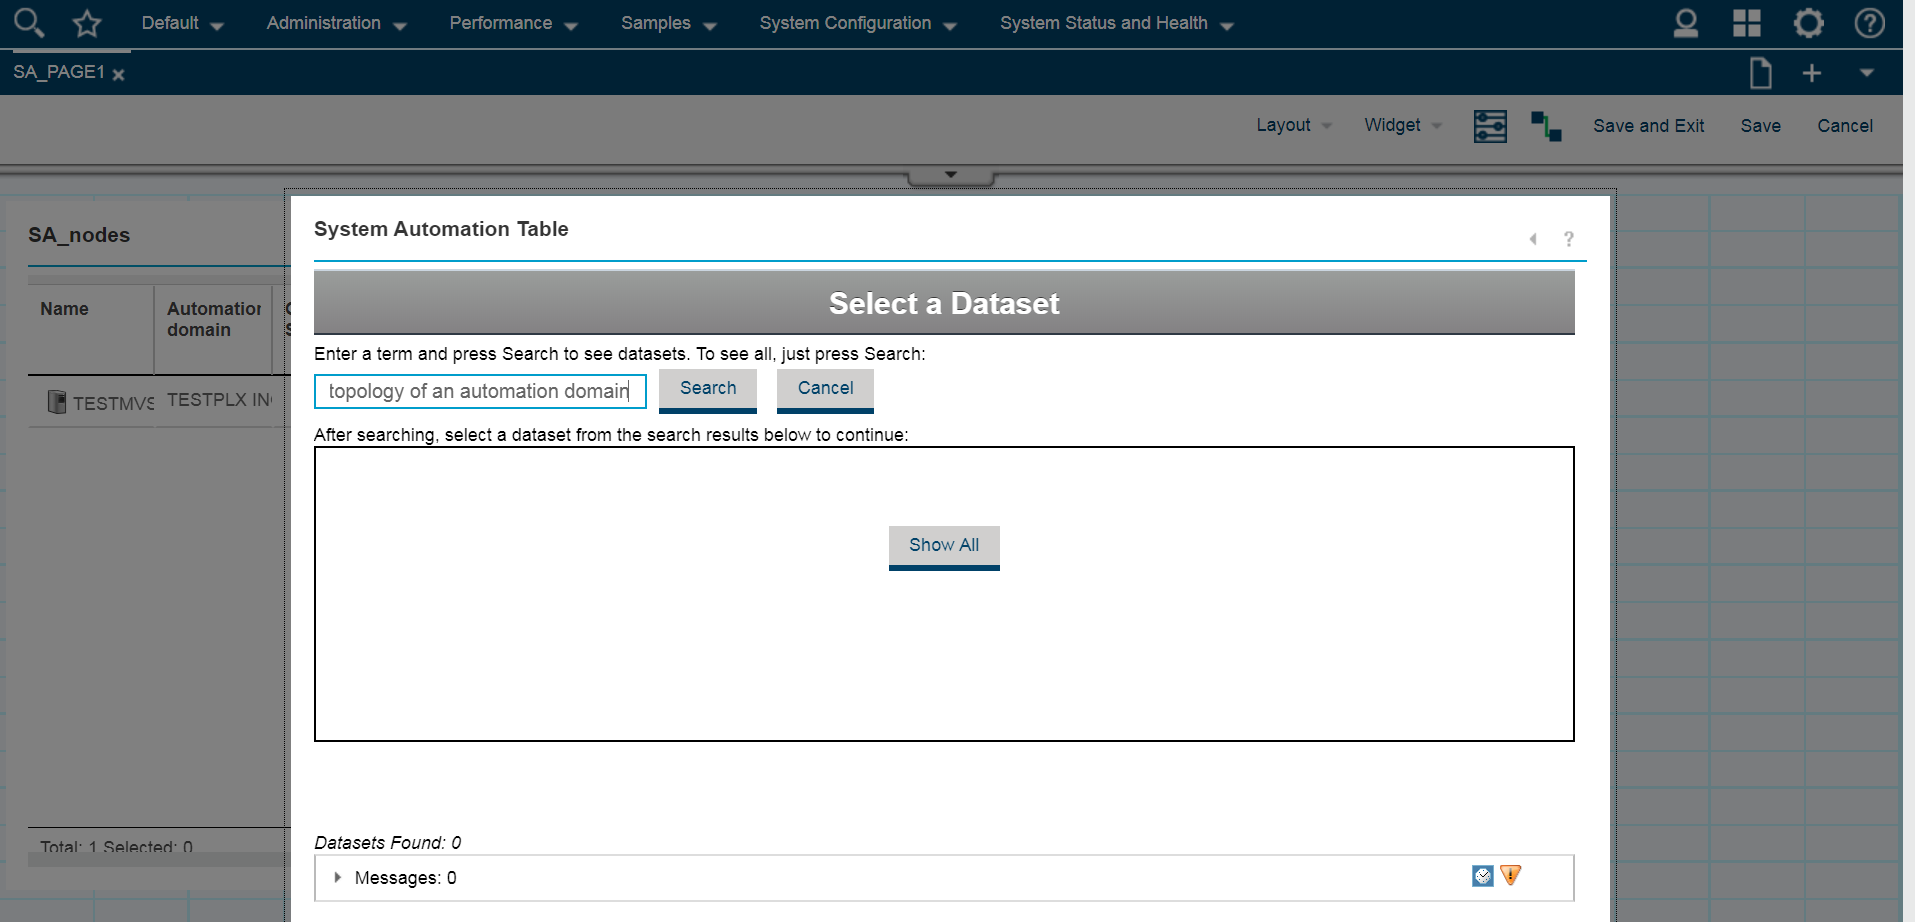 Default Administration Performance Samples System Configuration System Status and Health
SA_PAGE1
Layout Widget Save and Exit Save Cancel
SA_nodes
Name Automation domain
TESTMVS TESTPLX IN
Total: 1 Selected: 0
System Automation Table
?
Select a Dataset
Enter a term and press Search to see datasets. To see all, just press Search:
topology of an automation domain Search Cancel
After searching, select a dataset from the search results below to continue:
Show All
Datasets Found: 0
Messages: 0